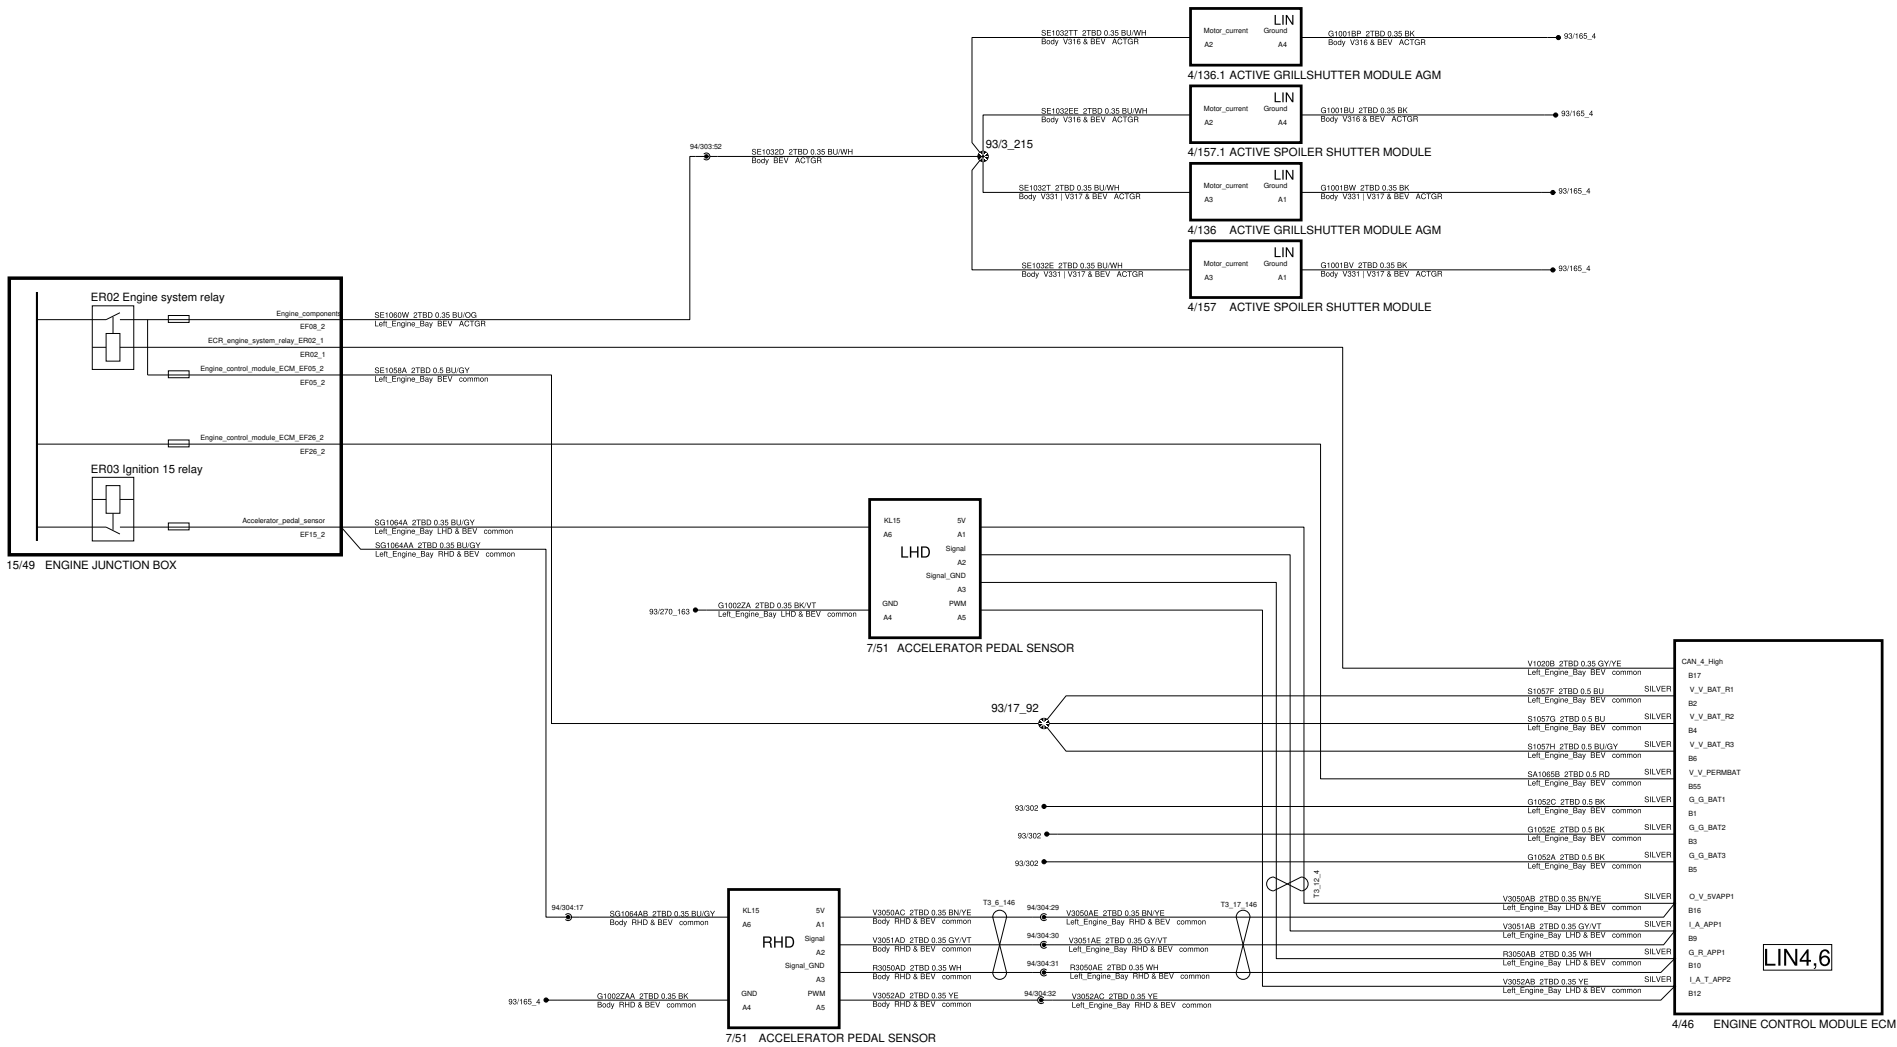 SE1032TT 2TBD 0.35 BU/WH
Body V316 & BEV ACTGR
LIN
Motor_current
Ground
A2
A4
G1001BP 2TBD 0.35 BK
Body V316 & BEV ACTGR
93/165_4
4/136.1 ACTIVE GRILLSHUTTER MODULE AGM
SE1032EE 2TBD 0.35 BU/WH
Body V316 & BEV ACTGR
LIN
Motor_current
Ground
A2
A4
G1001BU 2TBD 0.35 BK
Body V316 & BEV ACTGR
93/165_4
4/157.1 ACTIVE SPOILER SHUTTER MODULE
94/303:52
SE1032D 2TBD 0.35 BU/WH
Body BEV ACTGR
93/3_215
SE1032T 2TBD 0.35 BU/WH
Body V331 | V317 & BEV ACTGR
LIN
Motor_current
Ground
A3
A1
G1001BW 2TBD 0.35 BK
Body V331 | V317 & BEV ACTGR
93/165_4
4/136 ACTIVE GRILLSHUTTER MODULE AGM
SE1032E 2TBD 0.35 BU/WH
Body V331 | V317 & BEV ACTGR
LIN
Motor_current
Ground
A3
A1
G1001BV 2TBD 0.35 BK
Body V331 | V317 & BEV ACTGR
93/165_4
4/157 ACTIVE SPOILER SHUTTER MODULE
ER02 Engine system relay
Engine_components
EF08_2
SE1060W 2TBD 0.35 BU/OG
Left_Engine_Bay BEV ACTGR
ECR_engine_system_relay_ER02_1
ER02_1
Engine_control_module_ECM_EF05_2
EF05_2
SE1058A 2TBD 0.5 BU/GY
Left_Engine_Bay BEV common
Engine_control_module_ECM_EF26_2
EF26_2
ER03 Ignition 15 relay
Accelerator_pedal_sensor
EF15_2
SG1064A 2TBD 0.35 BU/GY
Left_Engine_Bay LHD & BEV common
SG1064AA 2TBD 0.35 BU/GY
Left_Engine_Bay RHD & BEV common
15/49 ENGINE JUNCTION BOX
KL15
A6
LHD
5V
A1
Signal
A2
Signal_GND
A3
GND
A4
PWM
A5
93/270_163
G1002ZA 2TBD 0.35 BK/VT
Left_Engine_Bay LHD & BEV common
7/51 ACCELERATOR PEDAL SENSOR
93/17_92
V1020B 2TBD 0.35 GY/YE
Left_Engine_Bay BEV common
CAN_4_High
B17
S1057F 2TBD 0.5 BU
Left_Engine_Bay BEV common
SILVER
V_V_BAT_R1
B2
S1057G 2TBD 0.5 BU
Left_Engine_Bay BEV common
SILVER
V_V_BAT_R2
B4
S1057H 2TBD 0.5 BU/GY
Left_Engine_Bay BEV common
SILVER
V_V_BAT_R3
B6
SA1065B 2TBD 0.5 RD
Left_Engine_Bay BEV common
SILVER
V_V_PERMBAT
B55
93/302
G1052C 2TBD 0.5 BK
Left_Engine_Bay BEV common
SILVER
G_G_BAT1
B1
93/302
G1052E 2TBD 0.5 BK
Left_Engine_Bay BEV common
SILVER
G_G_BAT2
B3
93/302
G1052A 2TBD 0.5 BK
Left_Engine_Bay BEV common
SILVER
G_G_BAT3
B5
T3_12_4
V3050AB 2TBD 0.35 BN/YE
Left_Engine_Bay LHD & BEV common
SILVER
O_V_5VAPP1
B16
V3051AB 2TBD 0.35 GY/VT
Left_Engine_Bay LHD & BEV common
SILVER
I_A_APP1
B9
R3050AB 2TBD 0.35 WH
Left_Engine_Bay LHD & BEV common
SILVER
G_R_APP1
B10
V3052AB 2TBD 0.35 YE
Left_Engine_Bay LHD & BEV common
SILVER
I_A_T_APP2
B12
LIN4,6
4/46 ENGINE CONTROL MODULE ECM
94/304:17
SG1064AB 2TBD 0.35 BU/GY
Body RHD & BEV common
KL15
A6
RHD
5V
A1
Signal
A2
Signal_GND
A3
GND
A4
PWM
A5
V3050AC 2TBD 0.35 BN/YE
Body RHD & BEV common
T3_6_146
94/304:29
V3050AE 2TBD 0.35 BN/YE
Left_Engine_Bay RHD & BEV common
T3_17_146
V3051AD 2TBD 0.35 GY/VT
Body RHD & BEV common
94/304:30
V3051AE 2TBD 0.35 GY/VT
Left_Engine_Bay RHD & BEV common
R3050AD 2TBD 0.35 WH
Body RHD & BEV common
94/304:31
R3050AE 2TBD 0.35 WH
Left_Engine_Bay RHD & BEV common
93/165_4
G1002ZAA 2TBD 0.35 BK
Body RHD & BEV common
V3052AD 2TBD 0.35 YE
Body RHD & BEV common
94/304:32
V3052AC 2TBD 0.35 YE
Left_Engine_Bay RHD & BEV common
7/51 ACCELERATOR PEDAL SENSOR